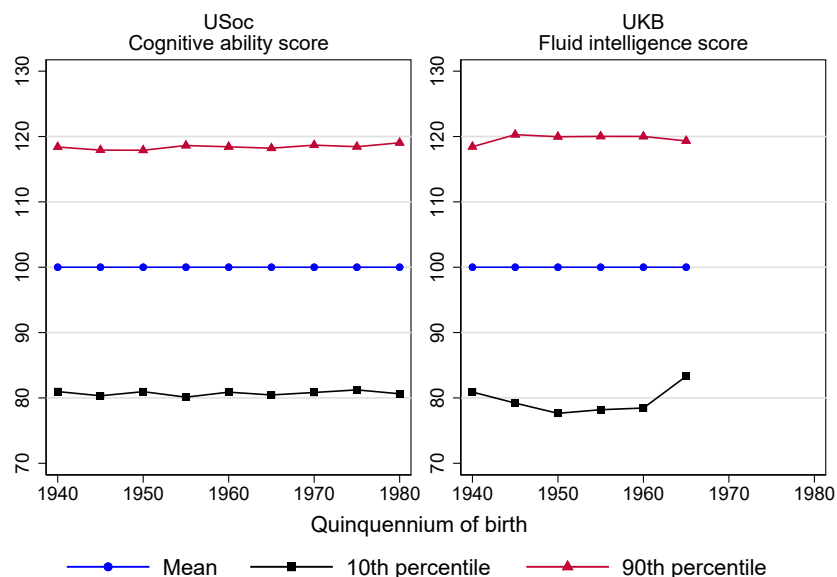 USoc
Cognitive ability score
UKB
Fluid intelligence score
130
120
110
100
90
80
70
1940 1950 1960 1970 1980
130
120
110
100
90
80
70
1940 1950 1960 1970 1980
Quinquennium of birth
Mean 10th percentile 90th percentile